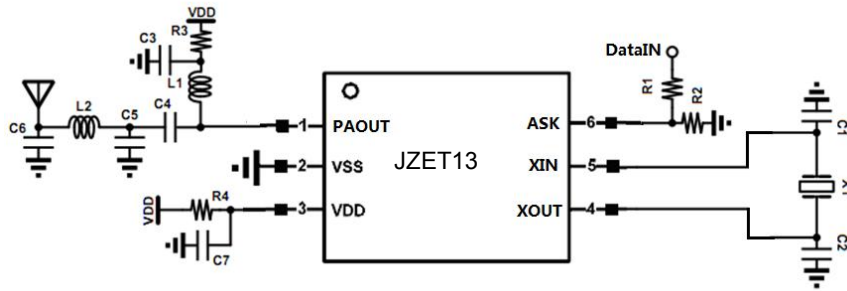 VDD
R3
C3
L1
DataIN
R1
R2
L2
C4
C5
C6
1
PAOUT
ASK
6
C1
2
VSS
JZET13
XIN
5
X1
VDD
R4
3
VDD
XOUT
4
C2
C7